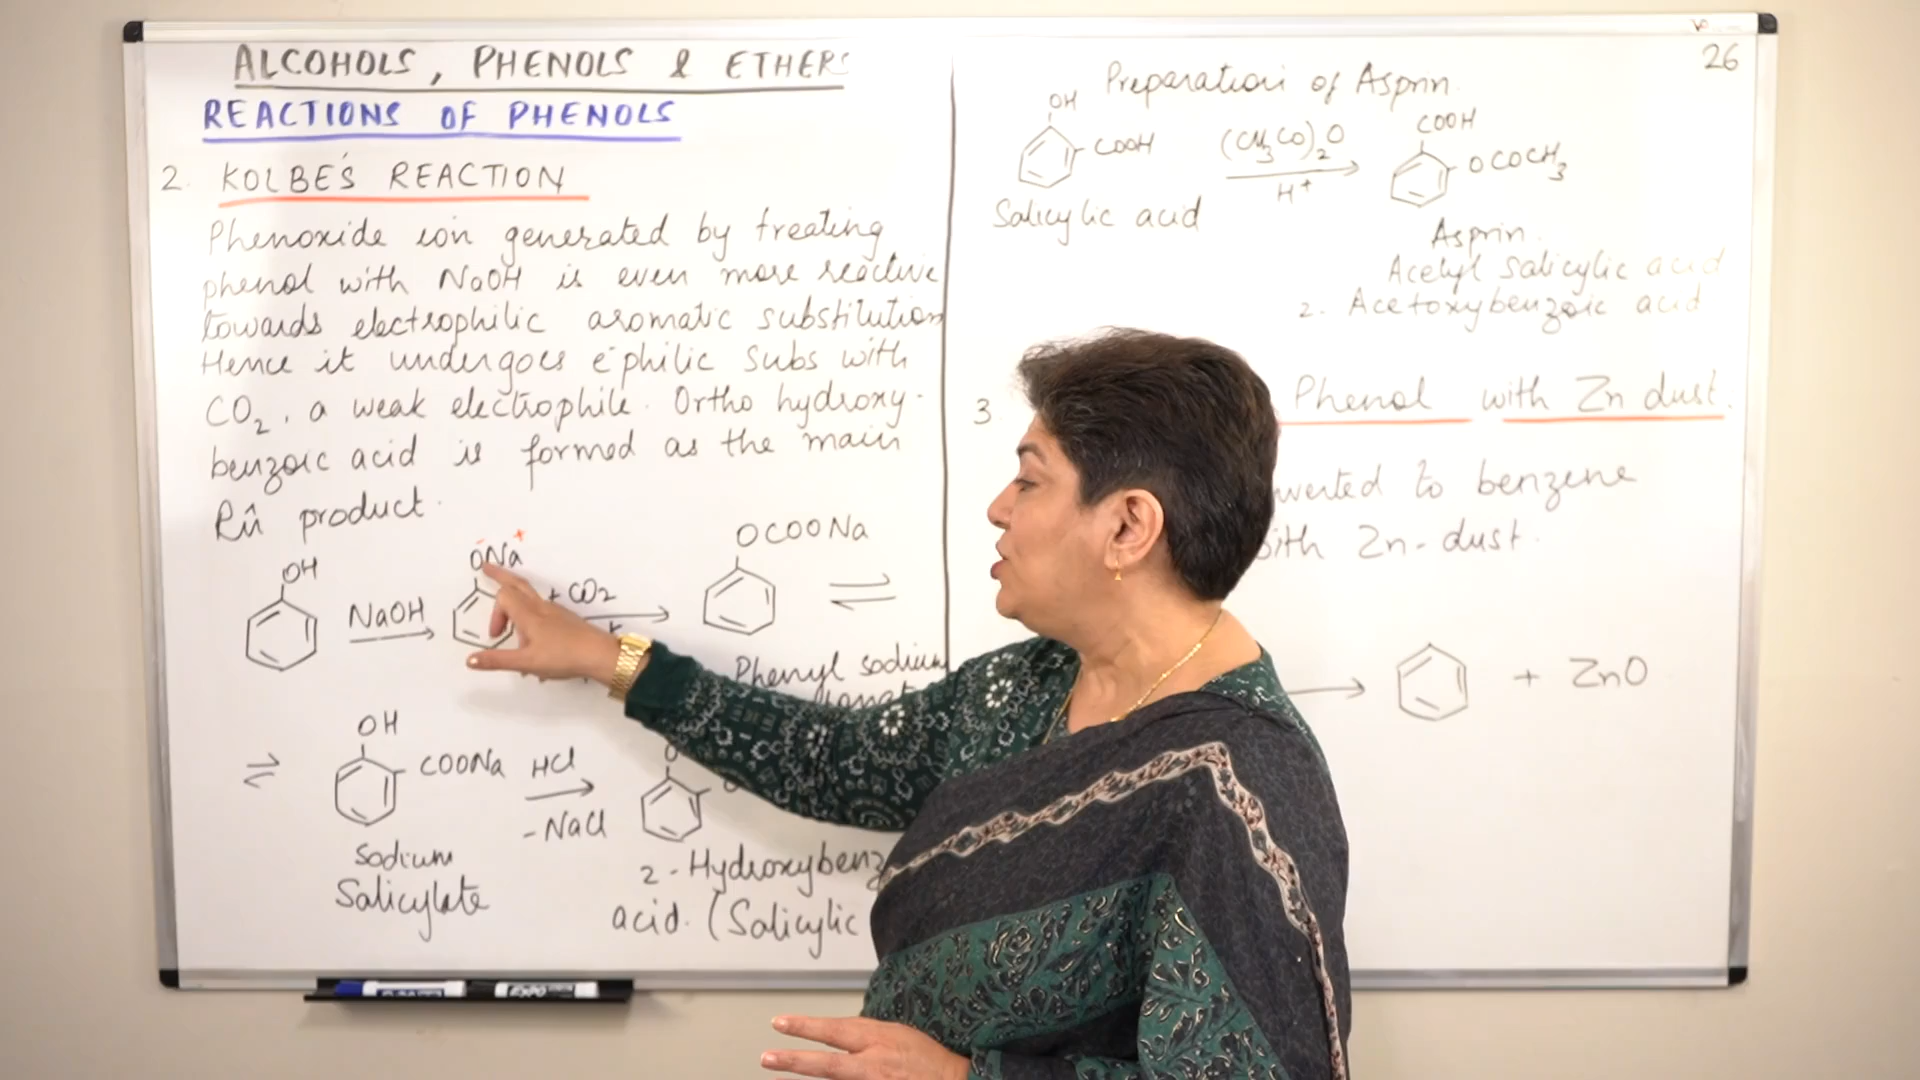 ALCOHOLS, PHENOLS & ETHERS
REACTIONS OF PHENOLS
2. KOLBE'S REACTION
Phenoxide ion generated by treating
phenol with NaOH is even more reactive
towards electrophilic aromatic substitution
Hence it undergoes e⁻philic subs with
CO₂, a weak electrophile. Ortho hydroxy-
benzoic acid is formed as the main
product.
OH
NaOH
O⁻Na⁺
+ CO₂
OCOONa
Phenyl sodium
OH
COONa
HCl
-NaCl
Sodium
Salicylate
2-Hydroxybenz
acid. (Salicylic
26
Preparation of Asprin.
OH
COOH
(CH₃CO)₂O
H⁺
COOH
OCOCH₃
Salicylic acid
Asprin.
Acetyl salicylic acid
2. Acetoxybenzoic acid
3. Phenol with Zn dust.
nverted to benzene
with Zn-dust.
+ ZnO